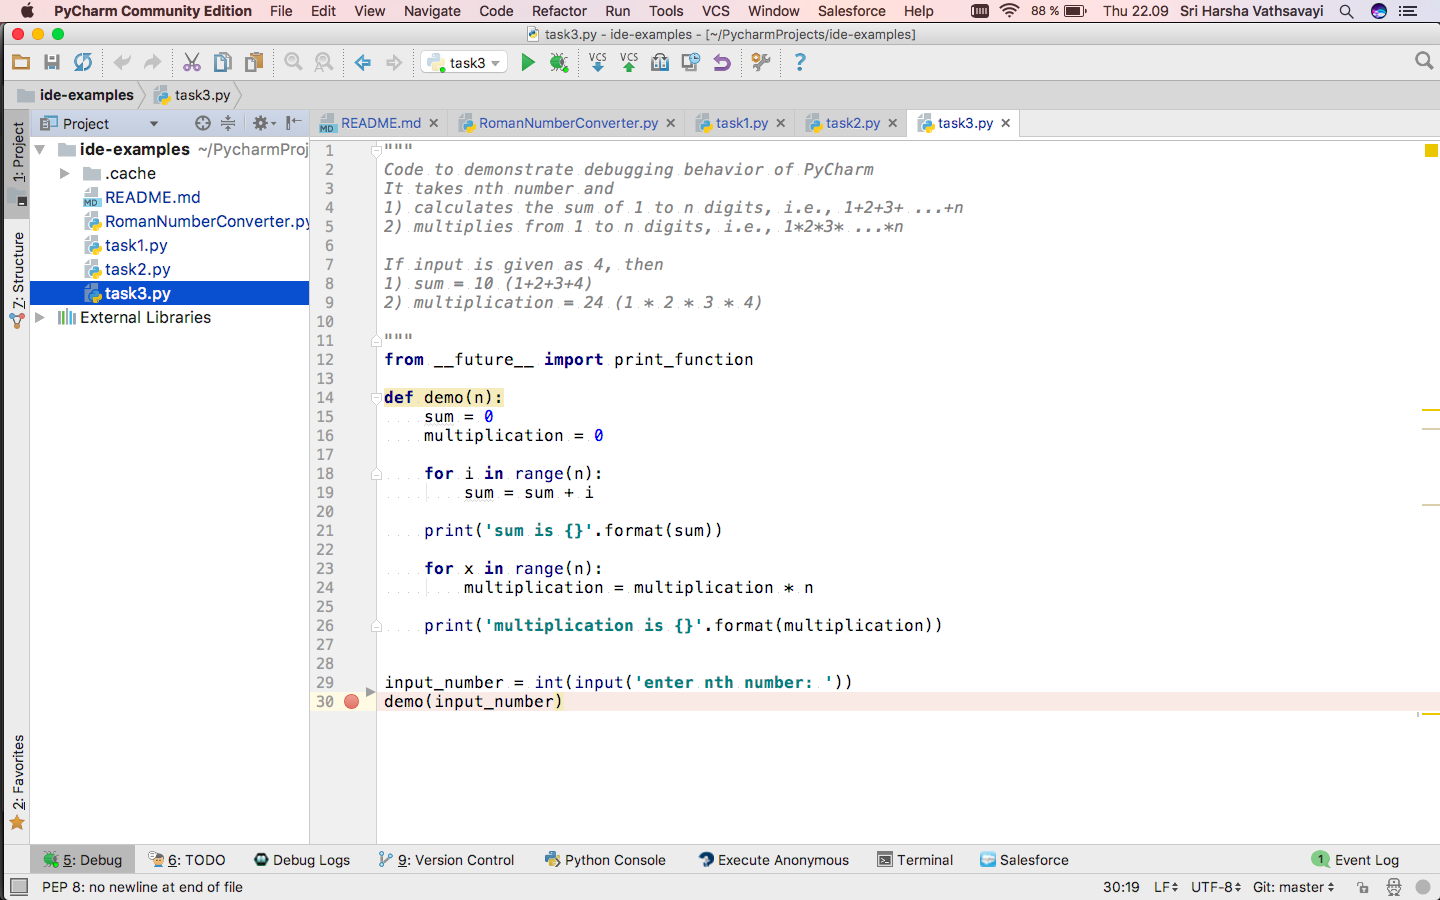 PyCharm Community Edition File Edit View Navigate Code Refactor Run Tools VCS Window Salesforce Help 88 % Thu 22.09 Sri Harsha Vathsavayi
task3.py - ide-examples - [~/PycharmProjects/ide-examples]
task3 VCS VCS ?
ide-examples task3.py
Project README.md RomanNumberConverter.py task1.py task2.py task3.py
1: Project
7: Structure
2: Favorites
ide-examples ~/PycharmProj
.cache
README.md
RomanNumberConverter.py
task1.py
task2.py
task3.py
External Libraries
1 """
2 Code to demonstrate debugging behavior of PyCharm
3 It takes nth number and
4 1) calculates the sum of 1 to n digits, i.e., 1+2+3+ ...+n
5 2) multiplies from 1 to n digits, i.e., 1*2*3* ...*n
6
7 If input is given as 4, then
8 1) sum = 10 (1+2+3+4)
9 2) multiplication = 24 (1 * 2 * 3 * 4)
10
11 """
12 from __future__ import print_function
13
14 def demo(n):
15 sum = 0
16 multiplication = 0
17
18 for i in range(n):
19 sum = sum + i
20
21 print('sum is {}'.format(sum))
22
23 for x in range(n):
24 multiplication = multiplication * n
25
26 print('multiplication is {}'.format(multiplication))
27
28
29 input_number = int(input('enter nth number: '))
30 demo(input_number)
5: Debug 6: TODO Debug Logs 9: Version Control Python Console Execute Anonymous Terminal Salesforce 1 Event Log
PEP 8: no newline at end of file 30:19 LF UTF-8 Git: master